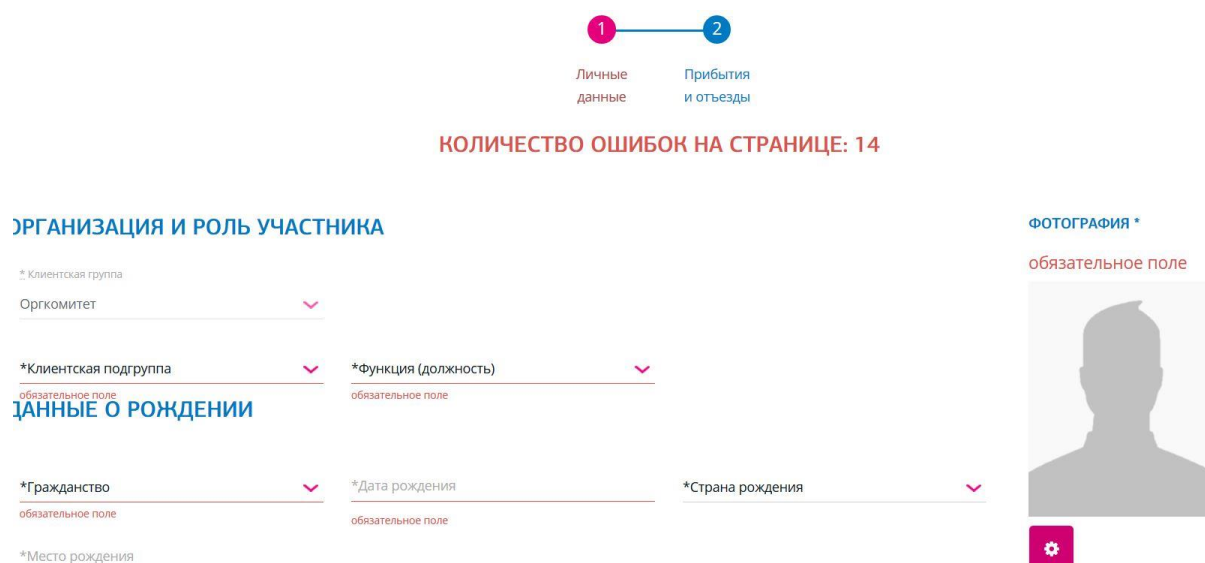 1
2
Личные
данные
Прибытия
и отъезды
КОЛИЧЕСТВО ОШИБОК НА СТРАНИЦЕ: 14
ОРГАНИЗАЦИЯ И РОЛЬ УЧАСТНИКА
ФОТОГРАФИЯ *
обязательное поле
* Клиентская группа
Оргкомитет
*Клиентская подгруппа
*Функция (должность)
обязательное поле
обязательное поле
ДАННЫЕ О РОЖДЕНИИ
*Гражданство
*Дата рождения
*Страна рождения
обязательное поле
обязательное поле
*Место рождения